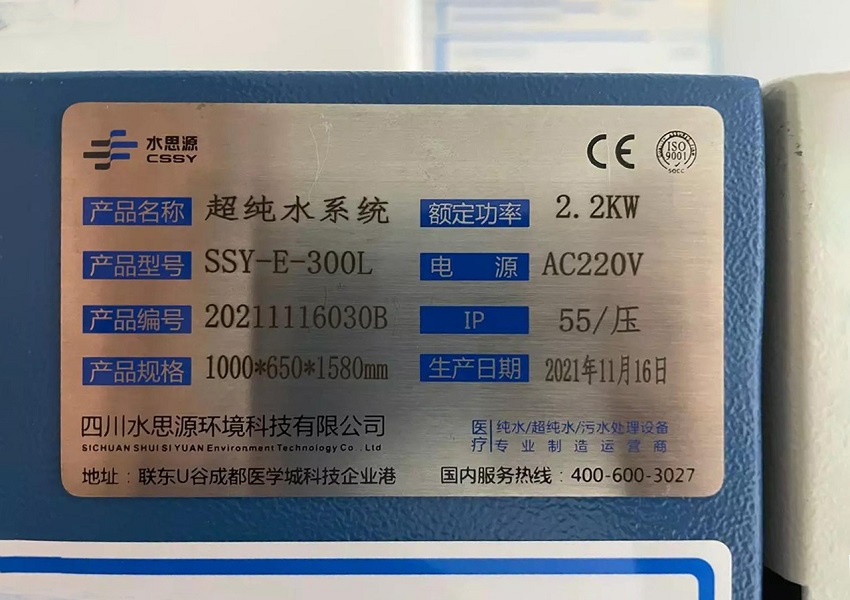 水思源
CSSY
CE
ISO
9001
SQCC
产品名称 超纯水系统 额定功率 2.2KW
产品型号 SSY-E-300L 电 源 AC220V
产品编号 20211116030B IP 55/压
产品规格 1000*650*1580mm 生产日期 2021年11月16日
四川水思源环境科技有限公司
SICHUAN SHUISIYUAN Environment Technology Co .,Ltd
医疗 纯水/超纯水/污水处理设备
专业制造运营商
地址：联东U谷成都医学城科技企业港 国内服务热线：400-600-3027